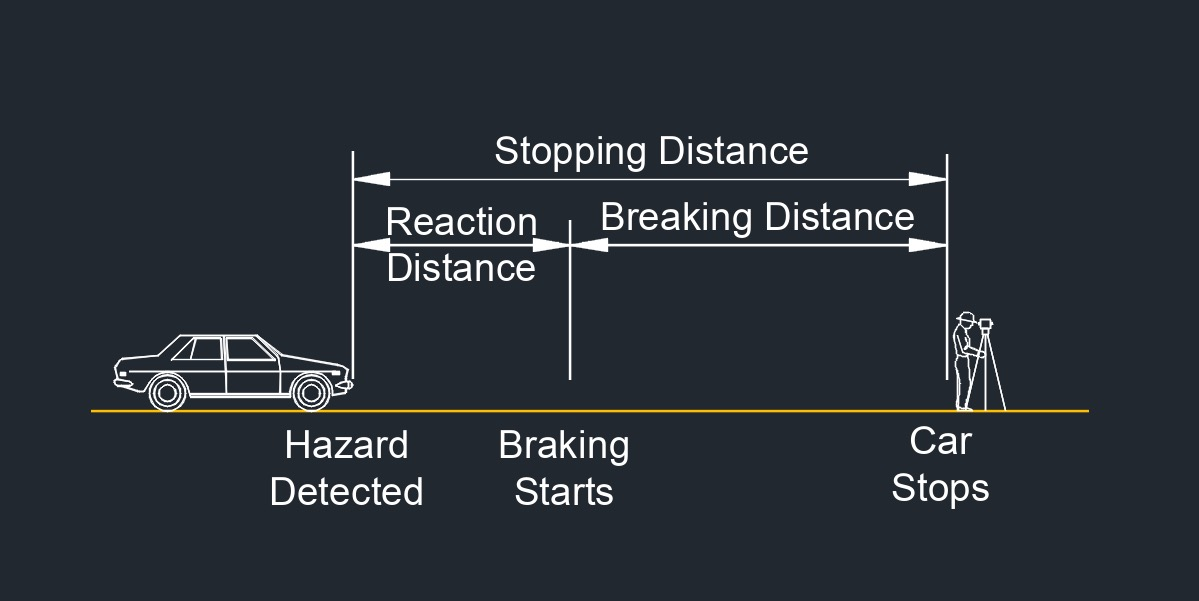 Stopping Distance
Reaction
Distance
Breaking Distance
Hazard
Detected
Braking
Starts
Car
Stops